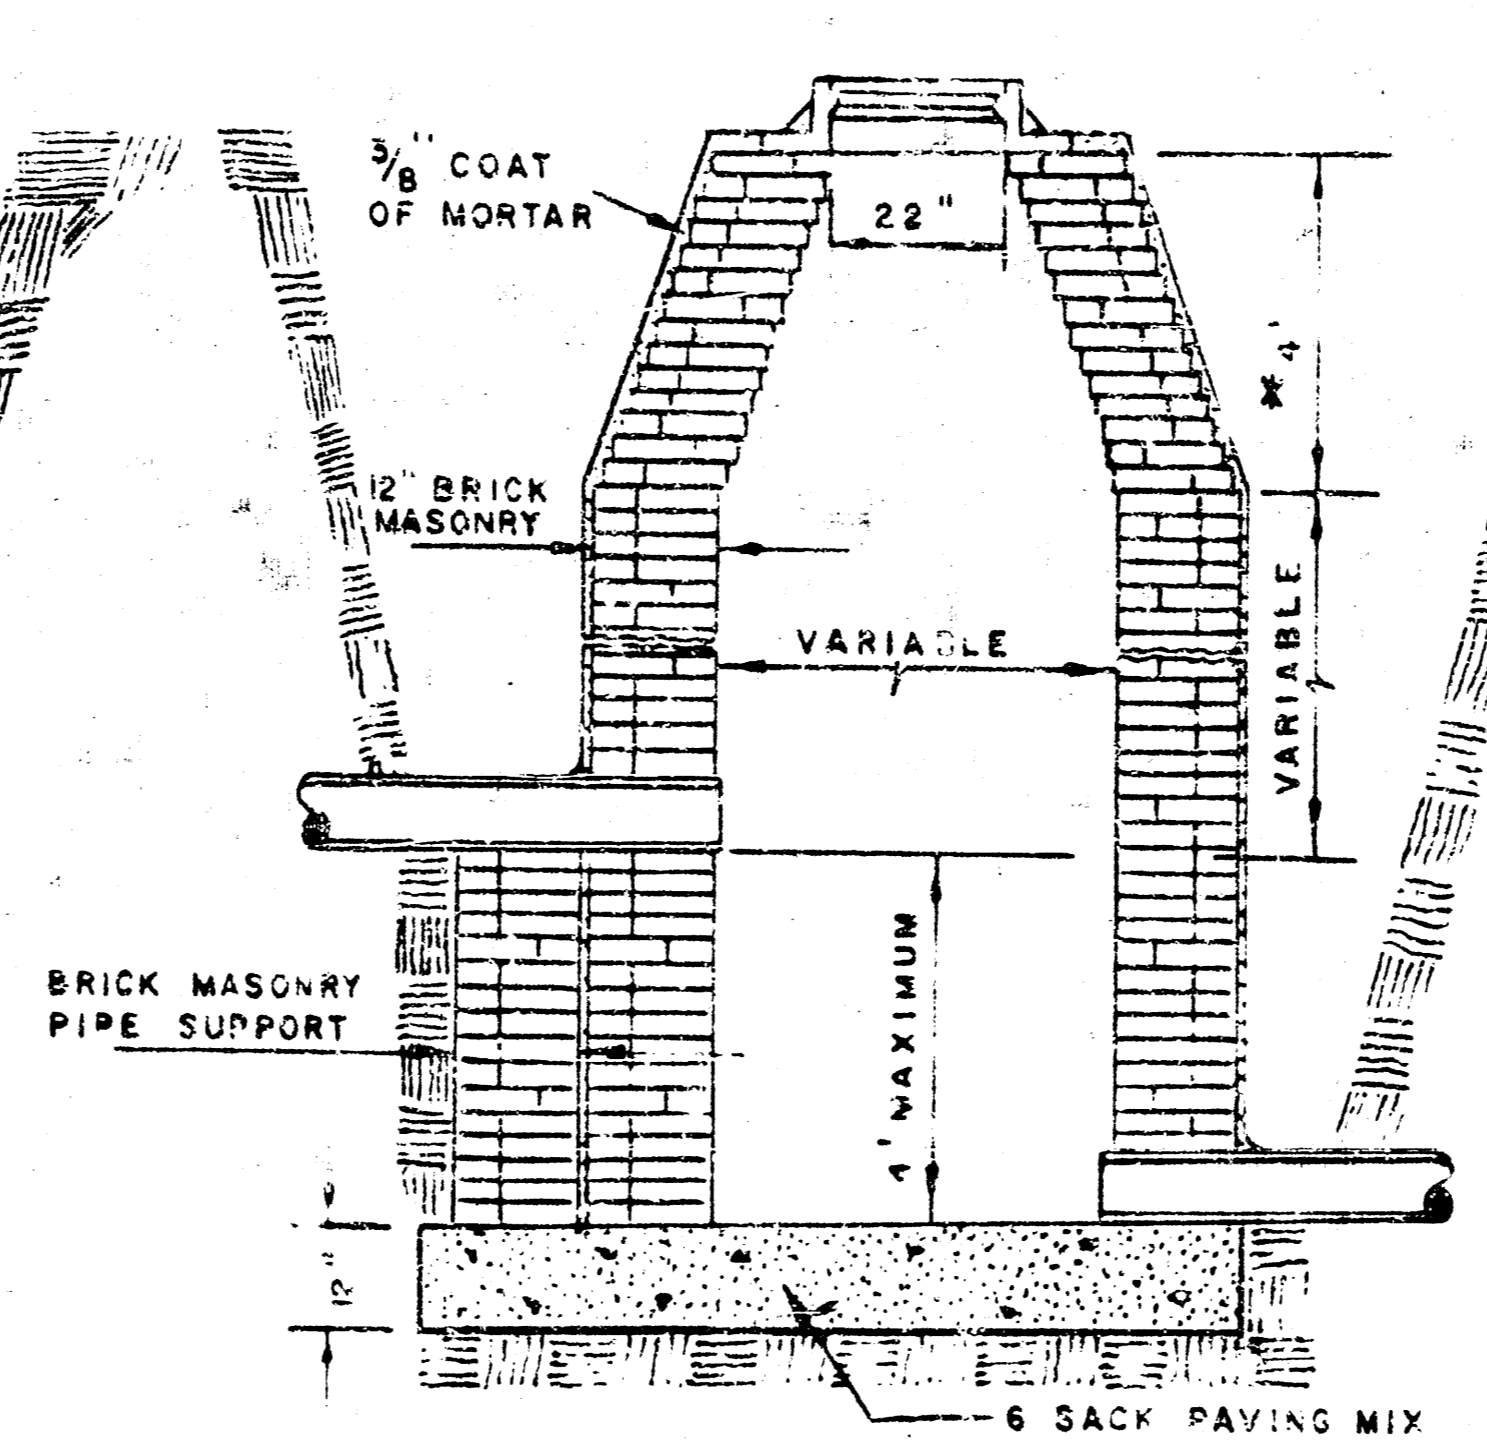 3/8" COAT
OF MORTAR
22"
* 4'
12" BRICK
MASONRY
VARIABLE
VARIABLE
BRICK MASONRY
PIPE SUPPORT
4' MAXIMUM
12"
6 SACK PAVING MIX